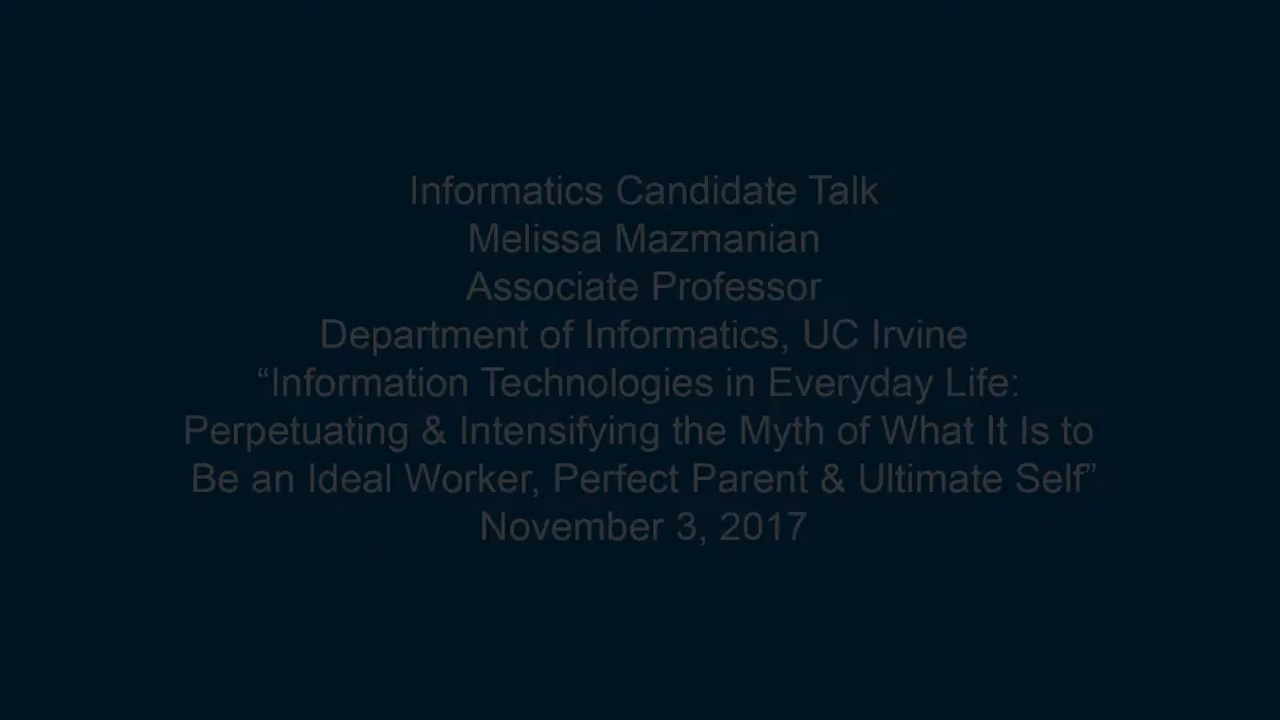 Informatics Candidate Talk
Melissa Mazmanian
Associate Professor
Department of Informatics, UC Irvine
“Information Technologies in Everyday Life:
Perpetuating & Intensifying the Myth of What It Is to
Be an Ideal Worker, Perfect Parent & Ultimate Self”
November 3, 2017